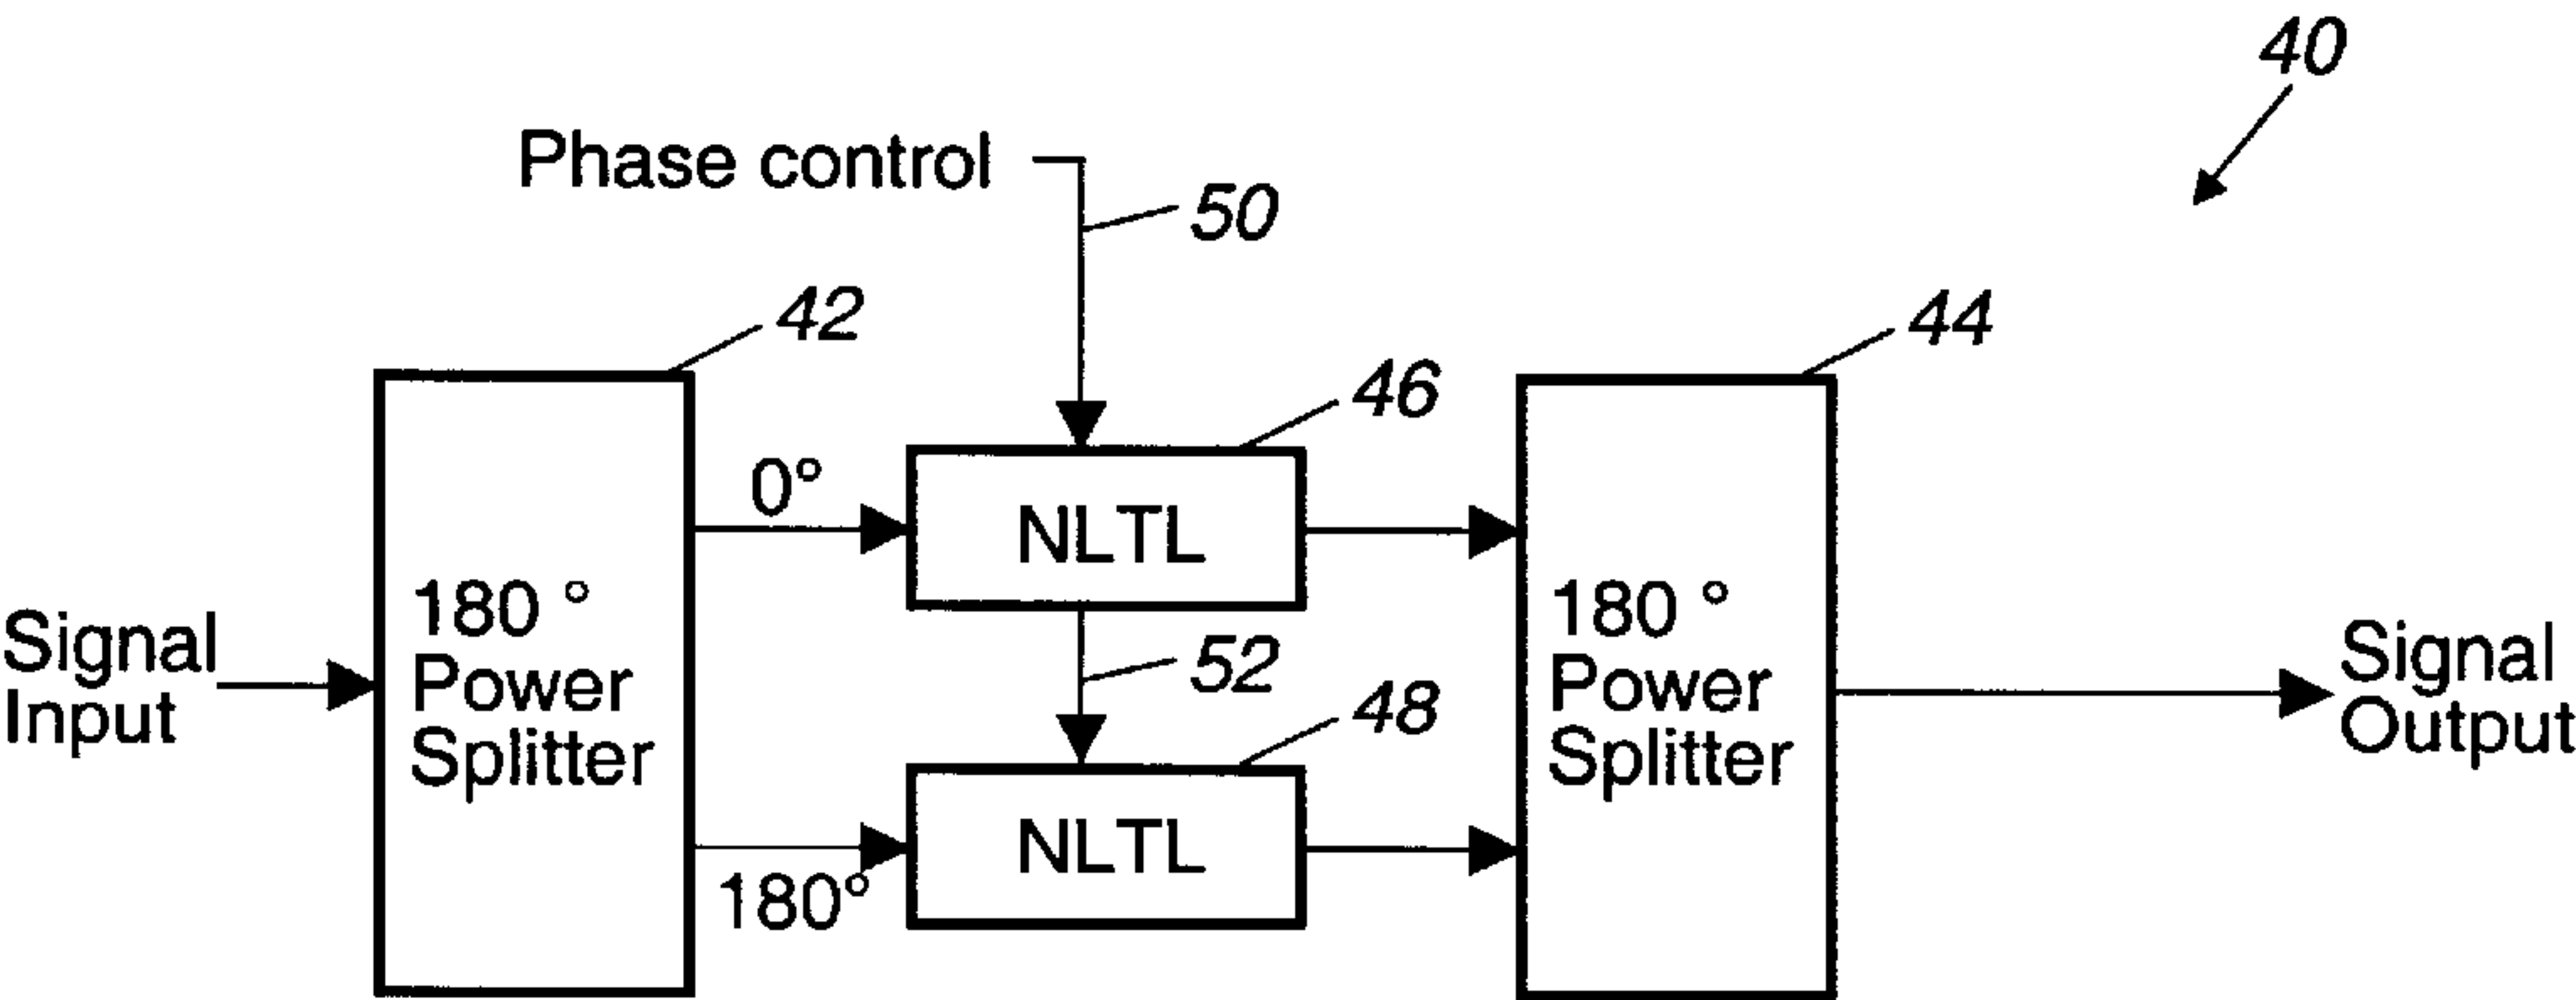 40
Phase control
50
42
44
46
0°
NLTL
180 °
Power
Splitter
180 °
Power
Splitter
Signal
Input
52
48
Signal
Output
NLTL
180°